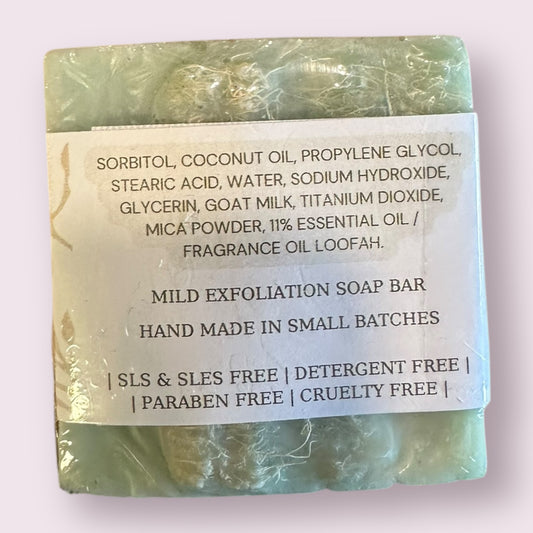 SORBITOL, COCONUT OIL, PROPYLENE GLYCOL,
STEARIC ACID, WATER, SODIUM HYDROXIDE,
GLYCERIN, GOAT MILK, TITANIUM DIOXIDE,
MICA POWDER, 11% ESSENTIAL OIL /
FRAGRANCE OIL LOOFAH.
MILD EXFOLIATION SOAP BAR
HAND MADE IN SMALL BATCHES
| SLS & SLES FREE | DETERGENT FREE |
| PARABEN FREE | CRUELTY FREE |